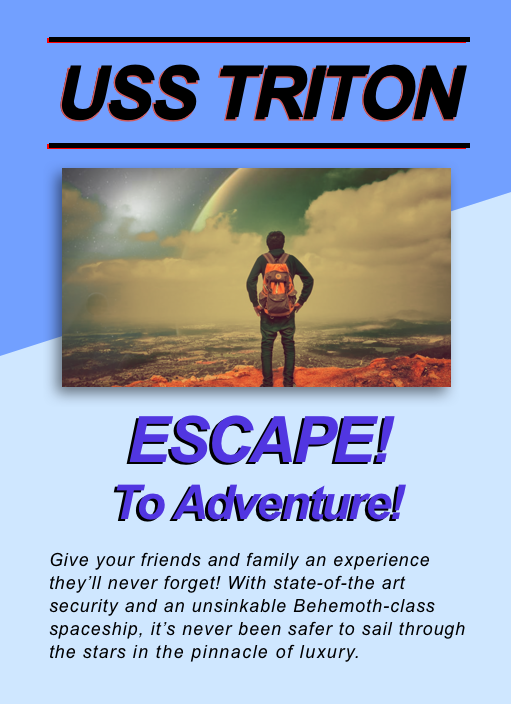 USS TRITON
ESCAPE!
To Adventure!
Give your friends and family an experience
they’ll never forget! With state-of-the art
security and an unsinkable Behemoth-class
spaceship, it’s never been safer to sail through
the stars in the pinnacle of luxury.